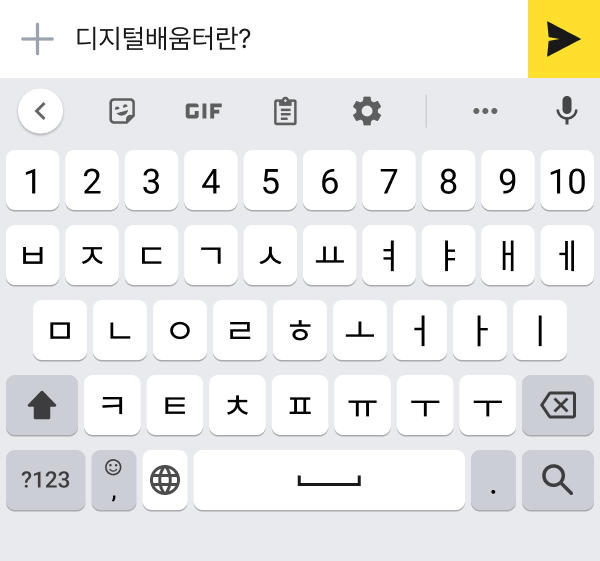 디지털배움터란?
GIF
1 2 3 4 5 6 7 8 9 10
ㅂ ㅈ ㄷ ㄱ ㅅ ㅛ ㅕ ㅑ ㅐ ㅔ
ㅁ ㄴ ㅇ ㄹ ㅎ ㅗ ㅓ ㅏ ㅣ
ㅋ ㅌ ㅊ ㅍ ㅠ ㅜ ㅜ
?123 , .